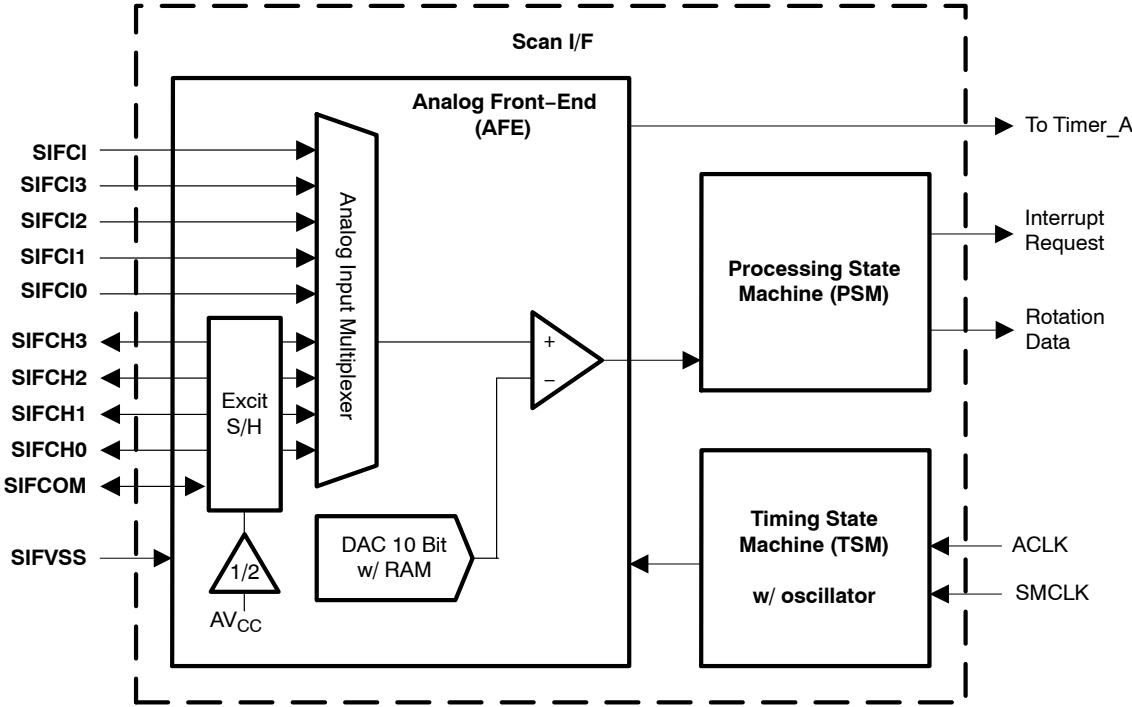 Scan I/F
Analog Front−End
(AFE)
To Timer_A
SIFCI
SIFCI3
SIFCI2
SIFCI1
SIFCI0
SIFCH3
SIFCH2
SIFCH1
SIFCH0
SIFCOM
SIFVSS
Analog Input Multiplexer
Excit
S/H
1/2
AVCC
DAC 10 Bit
w/ RAM
+
−
Processing State
Machine (PSM)
Interrupt
Request
Rotation
Data
Timing State
Machine (TSM)
w/ oscillator
ACLK
SMCLK